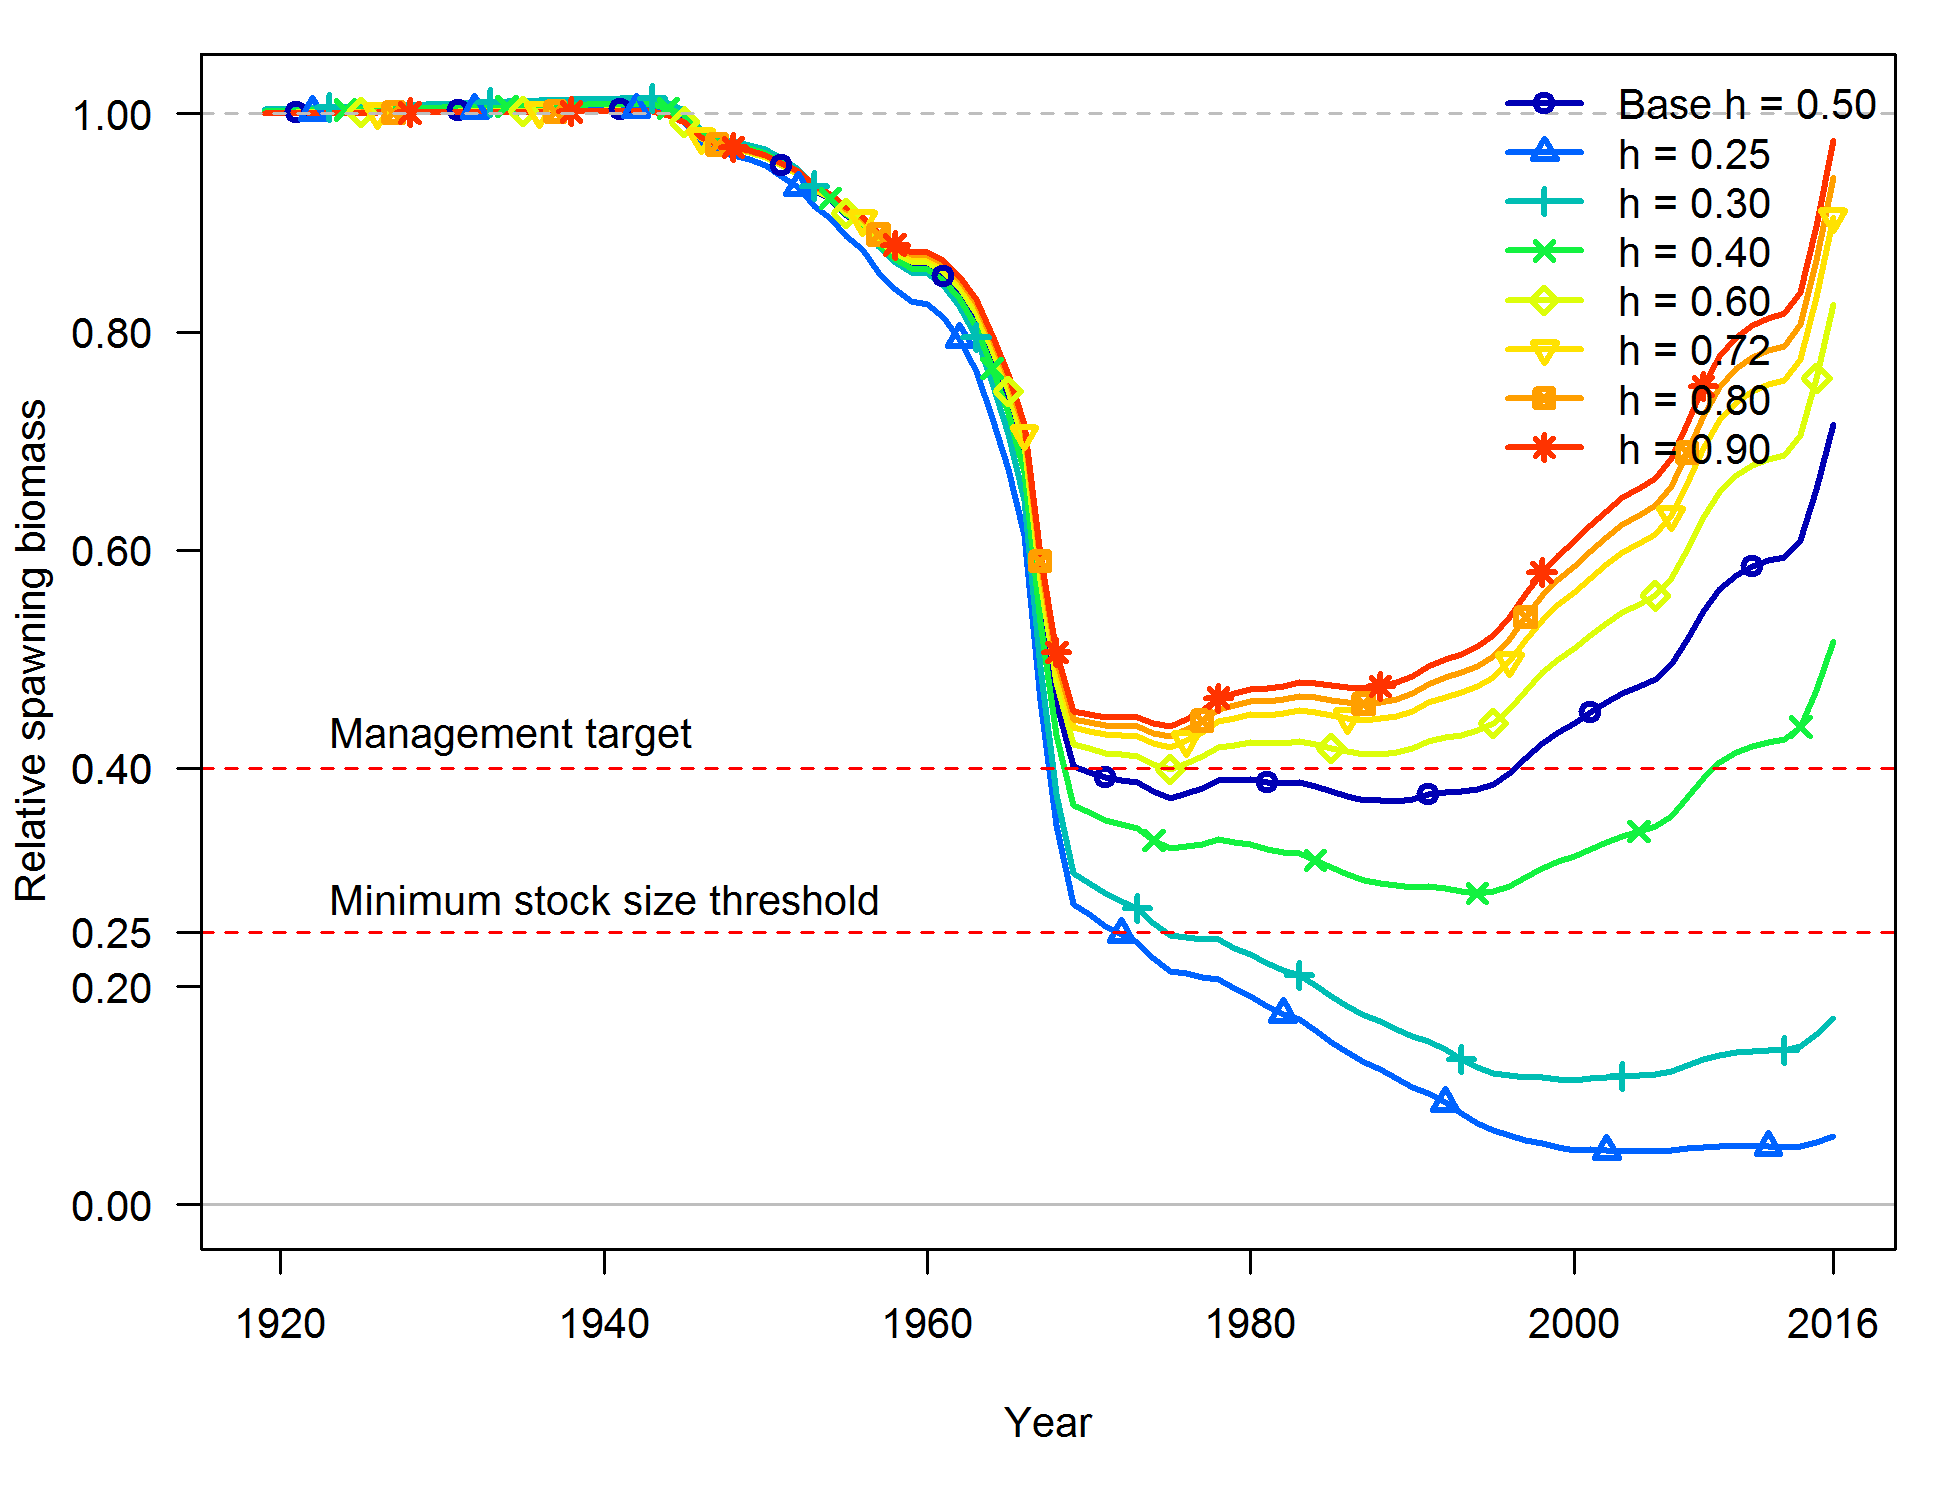 Relative spawning biomass
1.00
0.80
0.60
0.40
0.25
0.20
0.00
Base h = 0.50
h = 0.25
h = 0.30
h = 0.40
h = 0.60
h = 0.72
h = 0.80
h = 0.90
Management target
Minimum stock size threshold
1920
1940
1960
1980
2000
2016
Year